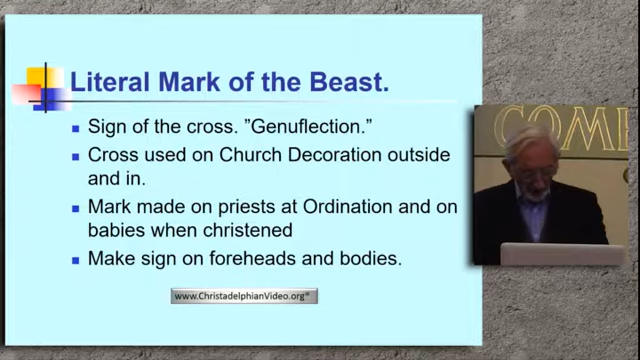 Literal Mark of the Beast.
Sign of the cross. ”Genuflection.”
Cross used on Church Decoration outside
and in.
Mark made on priests at Ordination and on
babies when christened
Make sign on foreheads and bodies.
www.ChristadelphianVideo.org